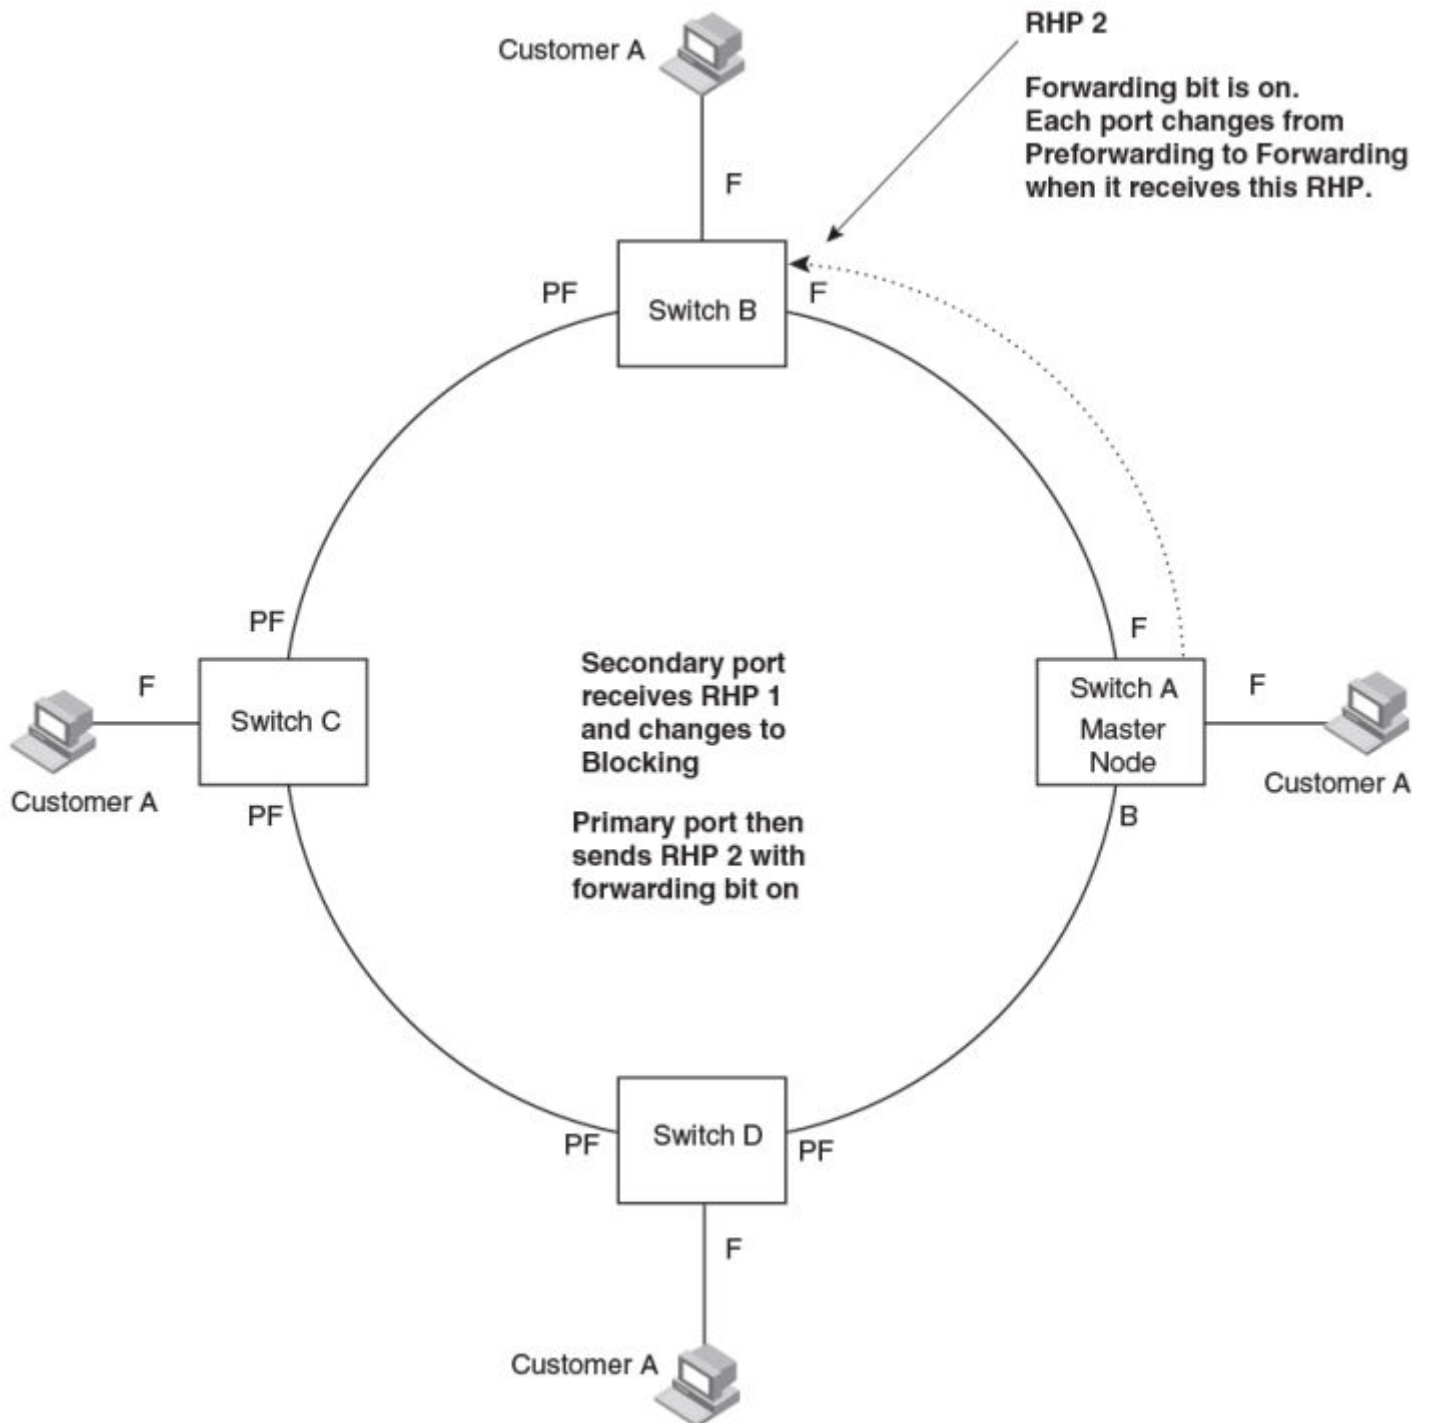 RHP 2
Customer A
Forwarding bit is on.
Each port changes from
Preforwarding to Forwarding
when it receives this RHP.
F
PF
Switch B
F
PF
F
F
Switch C
Customer A
PF
Secondary port
receives RHP 1
and changes to
Blocking
Primary port then
sends RHP 2 with
forwarding bit on
F
Switch A
Master
Node
F
Customer A
B
PF
Switch D
PF
F
Customer A